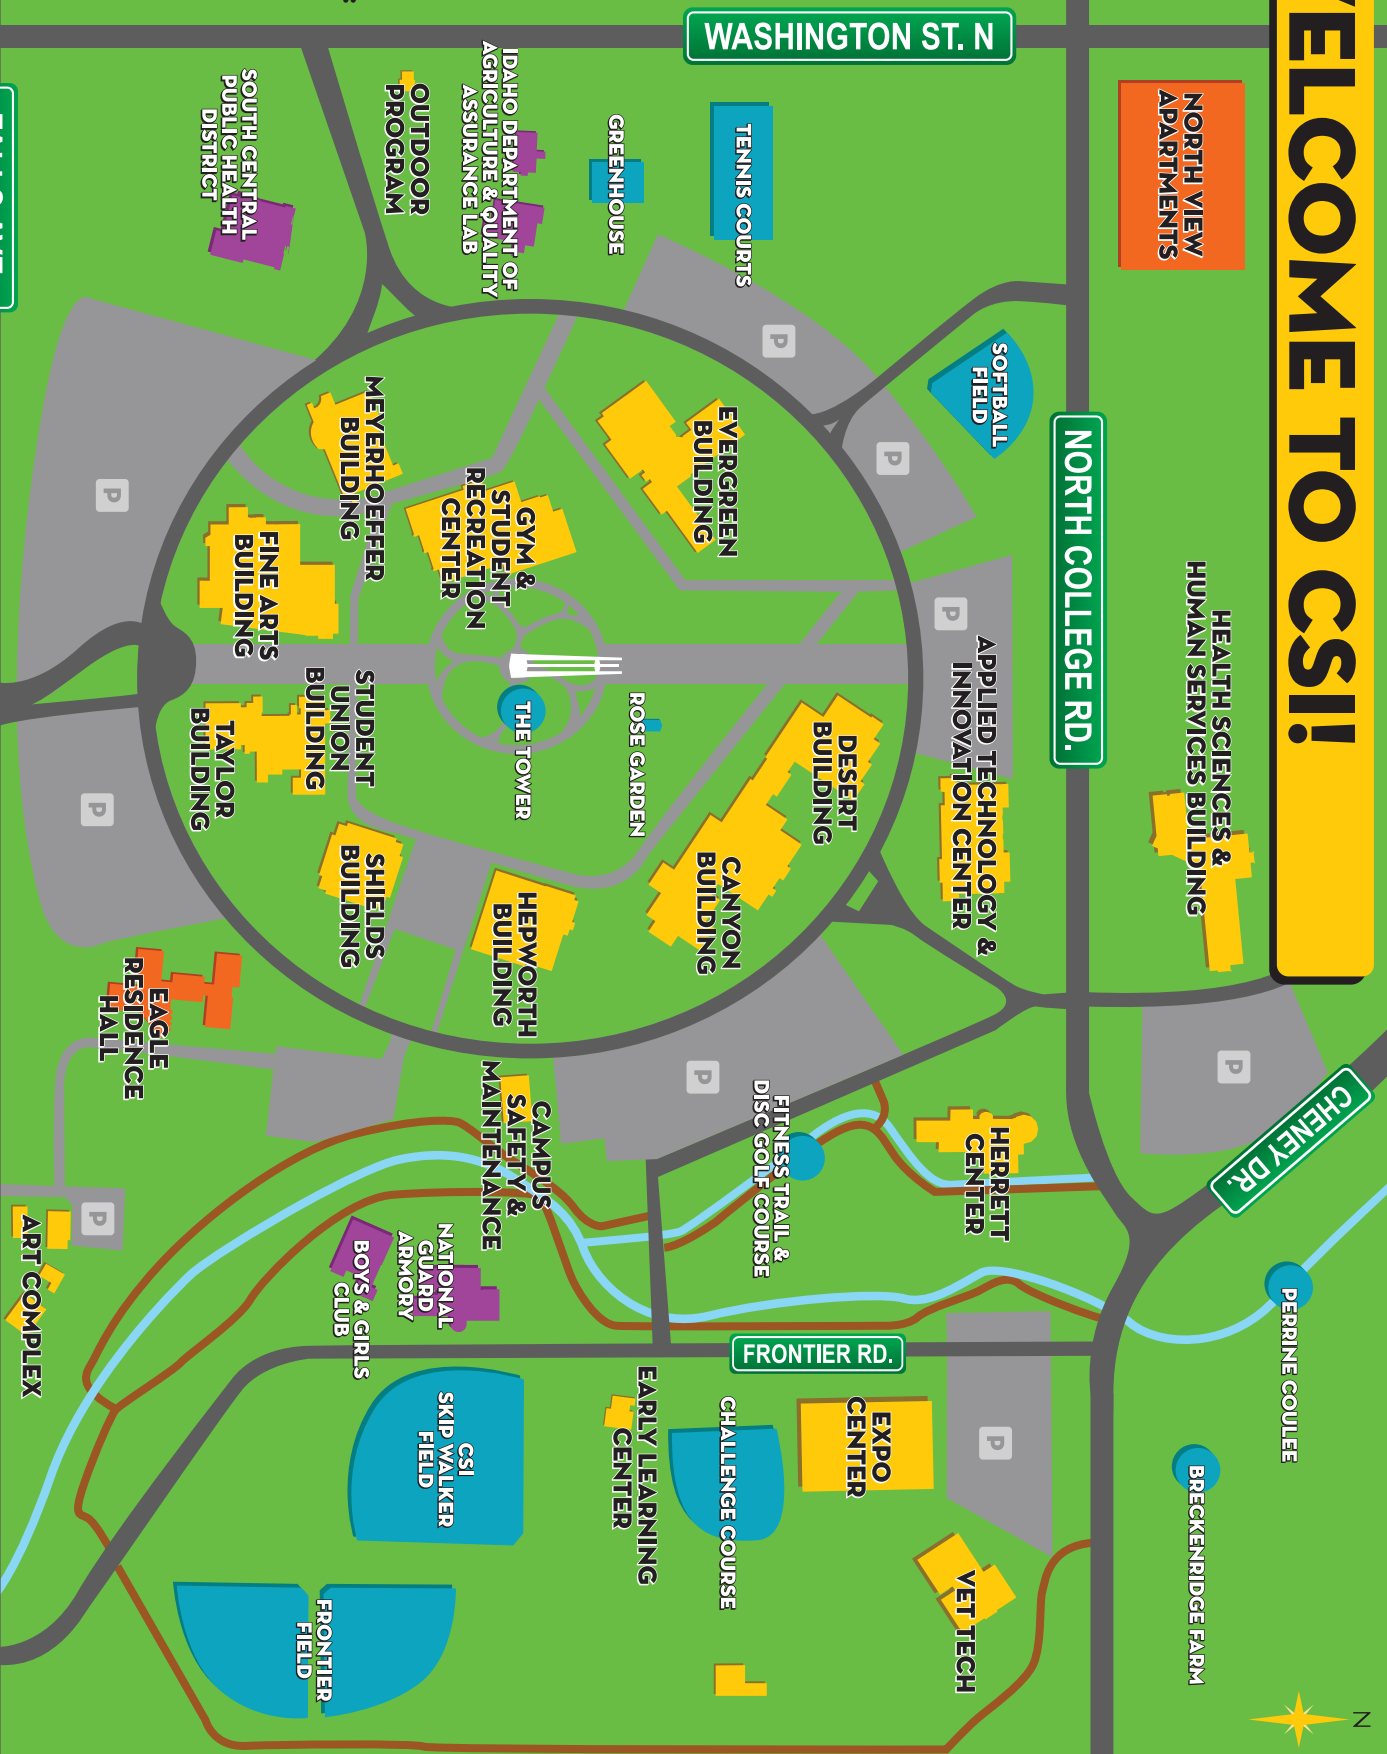 WELCOME TO CSI!
WASHINGTON ST. N
NORTH VIEW
APARTMENTS
TENNIS COURTS
GREENHOUSE
IDAHO DEPARTMENT OF
AGRICULTURE & QUALITY
ASSURANCE LAB
OUTDOOR
PROGRAM
SOUTH CENTRAL
PUBLIC HEALTH
DISTRICT
P
P
SOFTBALL
FIELD
NORTH COLLEGE RD.
HEALTH SCIENCES &
HUMAN SERVICES BUILDING
EVERGREEN
BUILDING
MEYERHOEFFER
BUILDING
GYM &
STUDENT
RECREATION
CENTER
P
FINE ARTS
BUILDING
P
APPLIED TECHNOLOGY &
INNOVATION CENTER
DESERT
BUILDING
ROSE GARDEN
THE TOWER
STUDENT
UNION
BUILDING
TAYLOR
BUILDING
P
CANYON
BUILDING
HEPWORTH
BUILDING
SHIELDS
BUILDING
EAGLE
RESIDENCE
HALL
P
P
CHENEY DR.
HERRETT
CENTER
FITNESS TRAIL &
DISC GOLF COURSE
CAMPUS
SAFETY &
MAINTENANCE
NATIONAL
GUARD
ARMORY
BOYS & GIRLS
CLUB
P
ART COMPLEX
PERRINE COULEE
FRONTIER RD.
BRECKENRIDGE FARM
P
EXPO
CENTER
CHALLENGE COURSE
EARLY LEARNING
CENTER
CSI
SKIP WALKER
FIELD
VET TECH
FRONTIER
FIELD
N